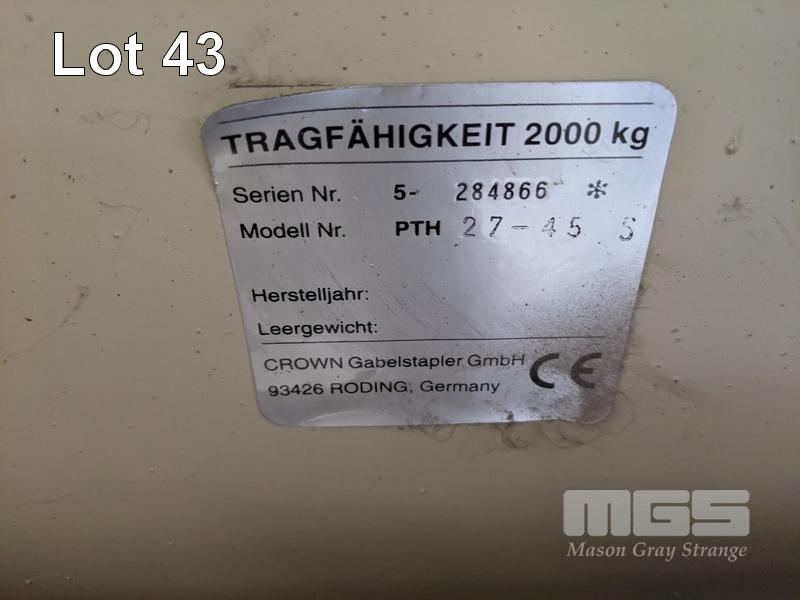 Lot 43
TRAGFÄHIGKEIT 2000 kg
Serien Nr. 5- 284866 *
Modell Nr. PTH 27-45 S
Herstelljahr:
Leergewicht:
CROWN Gabelstapler GmbH
93426 RODING, Germany
CE
MGS
Mason Gray Strange